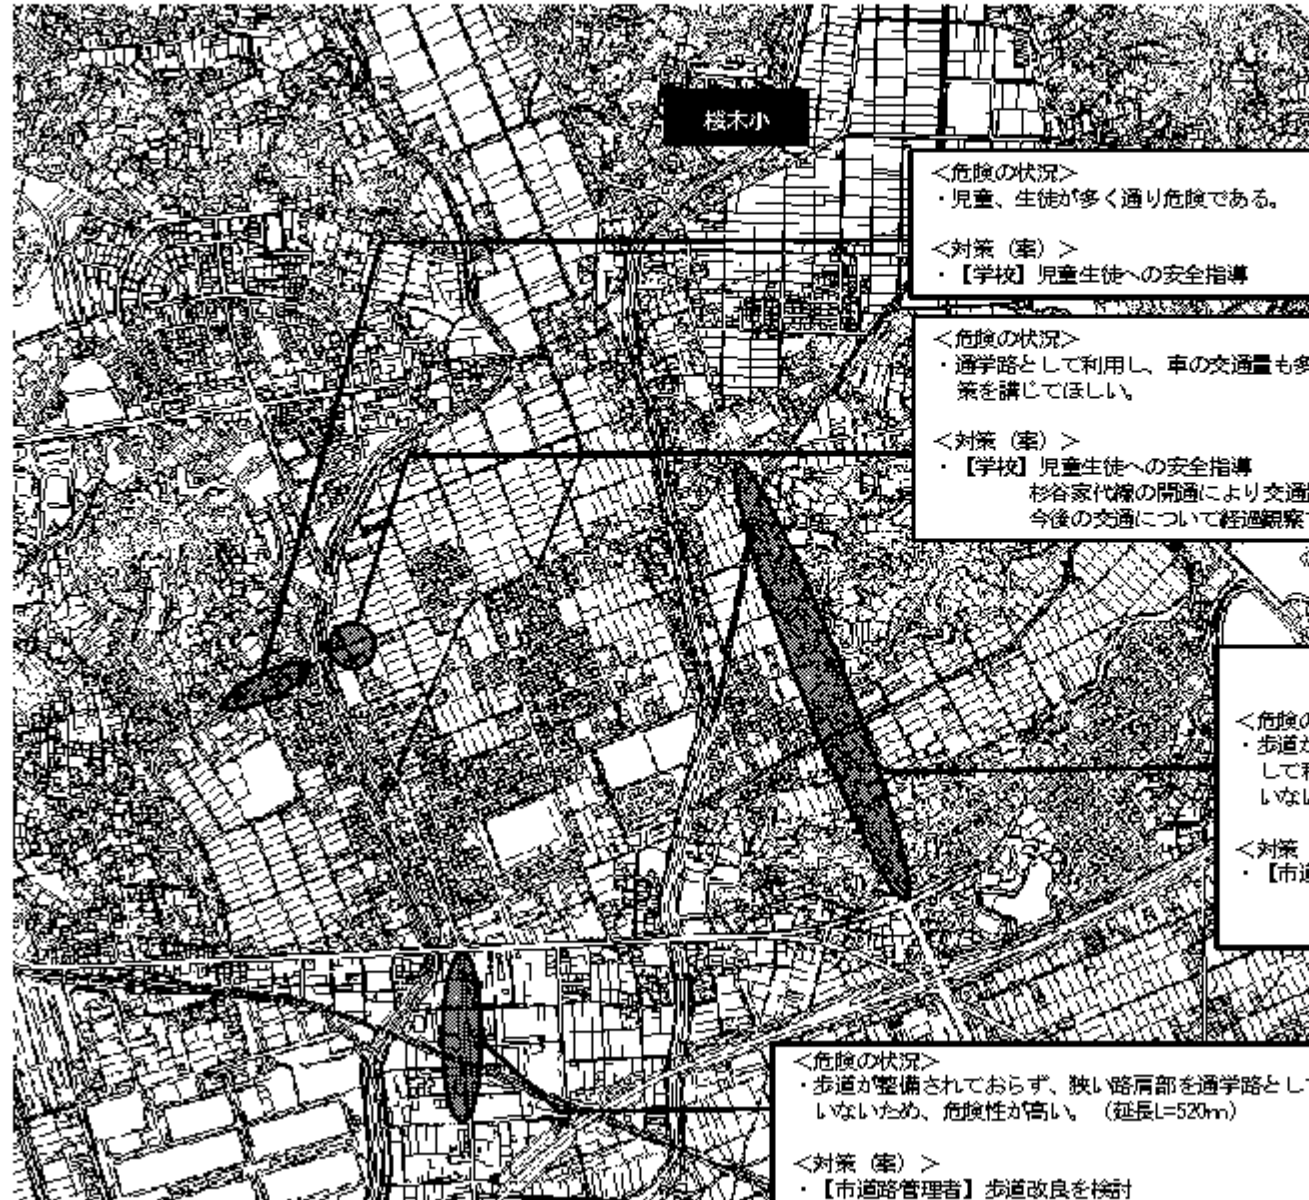 桜木小
＜危険の状況＞
・児童、生徒が多く通り危険である。
＜対策（案）＞
・【学校】児童生徒への安全指導
＜危険の状況＞
・通学路として利用し、車の交通量も多
策を講じてほしい。
＜対策（案）＞
・【学校】児童生徒への安全指導
杉谷家代線の開通により交通
今後の交通について経過観察
＜危険の
・歩道が
して利
いない
＜対策
・【市道
＜危険の状況＞
・歩道が整備されておらず、狭い路肩部を通学路として
いないため、危険性が高い。（延長L=520m）
＜対策（案）＞
・【市道路管理者】歩道改良を検討